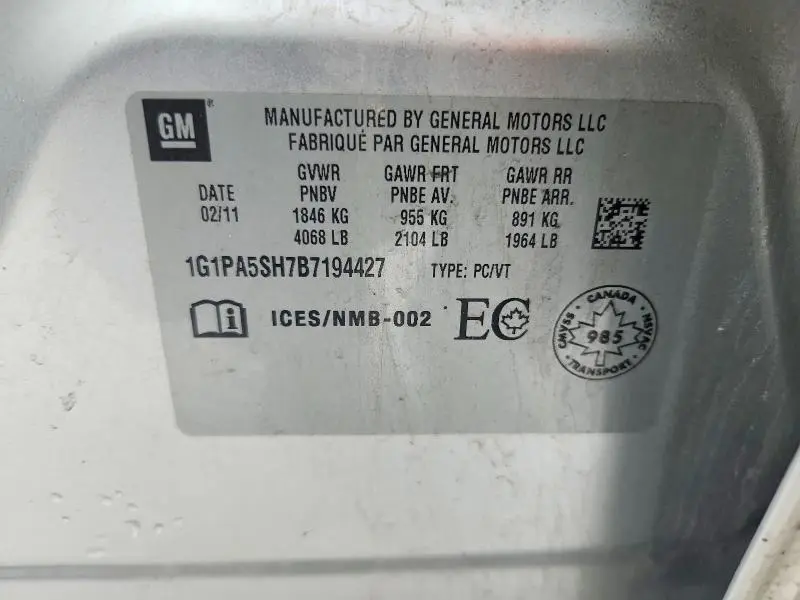 GM
MANUFACTURED BY GENERAL MOTORS LLC
FABRIQUÉ PAR GENERAL MOTORS LLC
GVWR GAWR FRT GAWR RR
DATE PNBV PNBE AV. PNBE ARR.
02/11 1846 KG 955 KG 891 KG
4068 LB 2104 LB 1964 LB
1G1PA5SH7B7194427 TYPE: PC/VT
i ICES/NMB-002 EC
CANADA
CMVSS 985 NSVAC
TRANSPORT